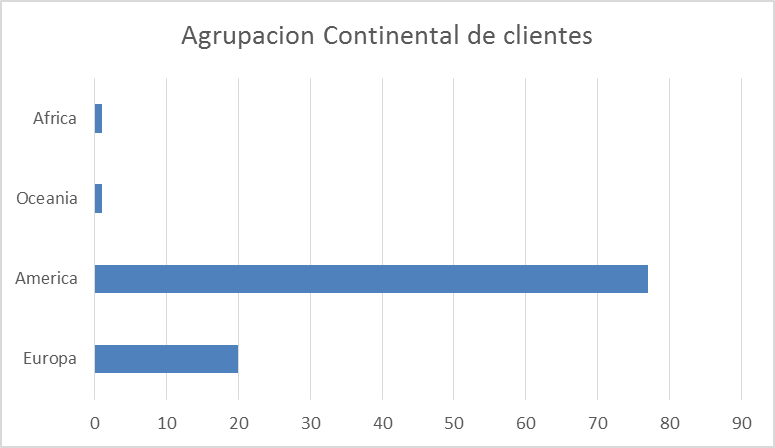 Agrupacion Continental de clientes
Africa
Oceania
America
Europa
0 10 20 30 40 50 60 70 80 90